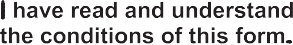 I have read and understand
the conditions of this form.